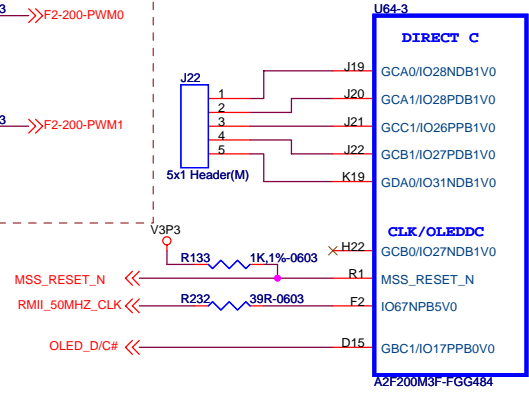 3
F2-200-PWM0
3
F2-200-PWM1
U64-3
DIRECT C
J22
1
2
3
4
5
5x1 Header(M)
J19 GCA0/IO28NDB1V0
J20 GCA1/IO28PDB1V0
J21 GCC1/IO26PPB1V0
J22 GCB1/IO27PDB1V0
K19 GDA0/IO31NDB1V0
CLK/OLEDDC
V3P3
H22 GCB0/IO27NDB1V0
R133 1K,1%-0603
MSS_RESET_N R1 MSS_RESET_N
RMII_50MHZ_CLK R232 39R-0603 F2 IO67NPB5V0
OLED_D/C# D15 GBC1/IO17PPB0V0
A2F200M3F-FGG484